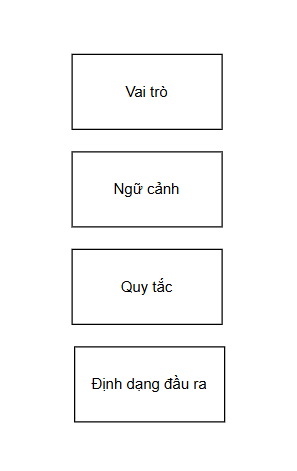 Vai trò
Ngữ cảnh
Quy tắc
Định dạng đầu ra